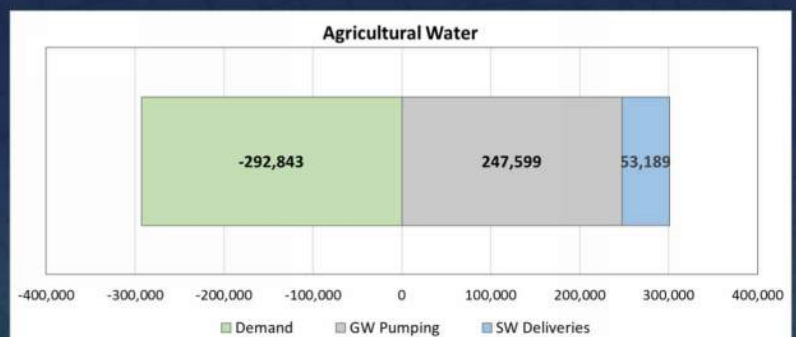 Agricultural Water
-292,843 247,599 53,189
-400,000 -300,000 -200,000 -100,000 0 100,000 200,000 300,000 400,000
Demand GW Pumping SW Deliveries